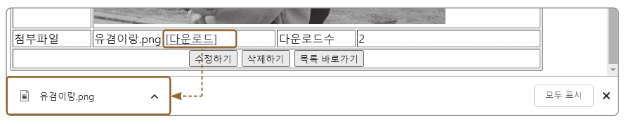 첨부파일 유겸이랑.png [다운로드] 다운로드수 2
수정하기 삭제하기 목록 바로가기
유겸이랑.png 모두 표시